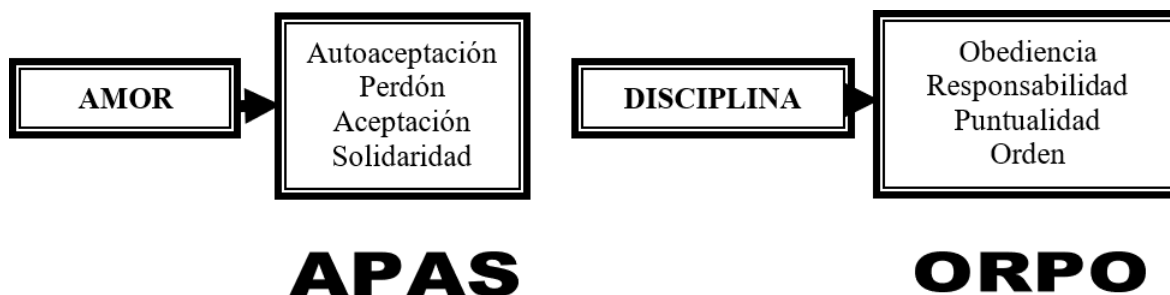 AMOR
Autoaceptación
Perdón
Aceptación
Solidaridad
DISCIPLINA
Obediencia
Responsabilidad
Puntualidad
Orden
APAS
ORPO